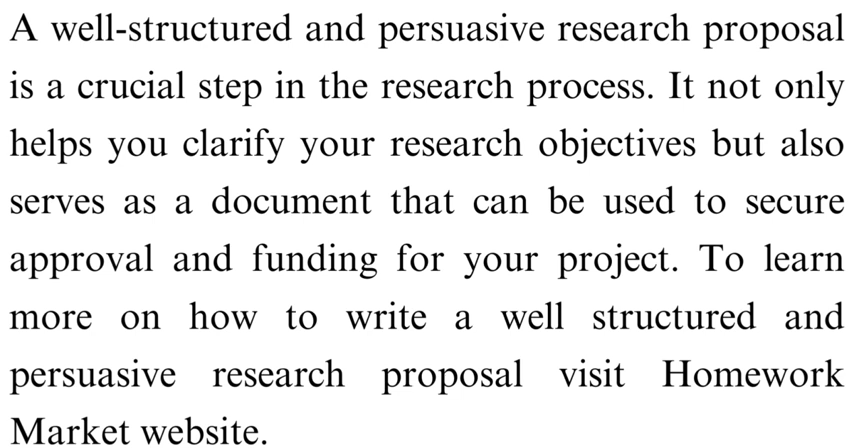 A well-structured and persuasive research proposal
is a crucial step in the research process. It not only
helps you clarify your research objectives but also
serves as a document that can be used to secure
approval and funding for your project. To learn
more on how to write a well structured and
persuasive research proposal visit Homework
Market website.